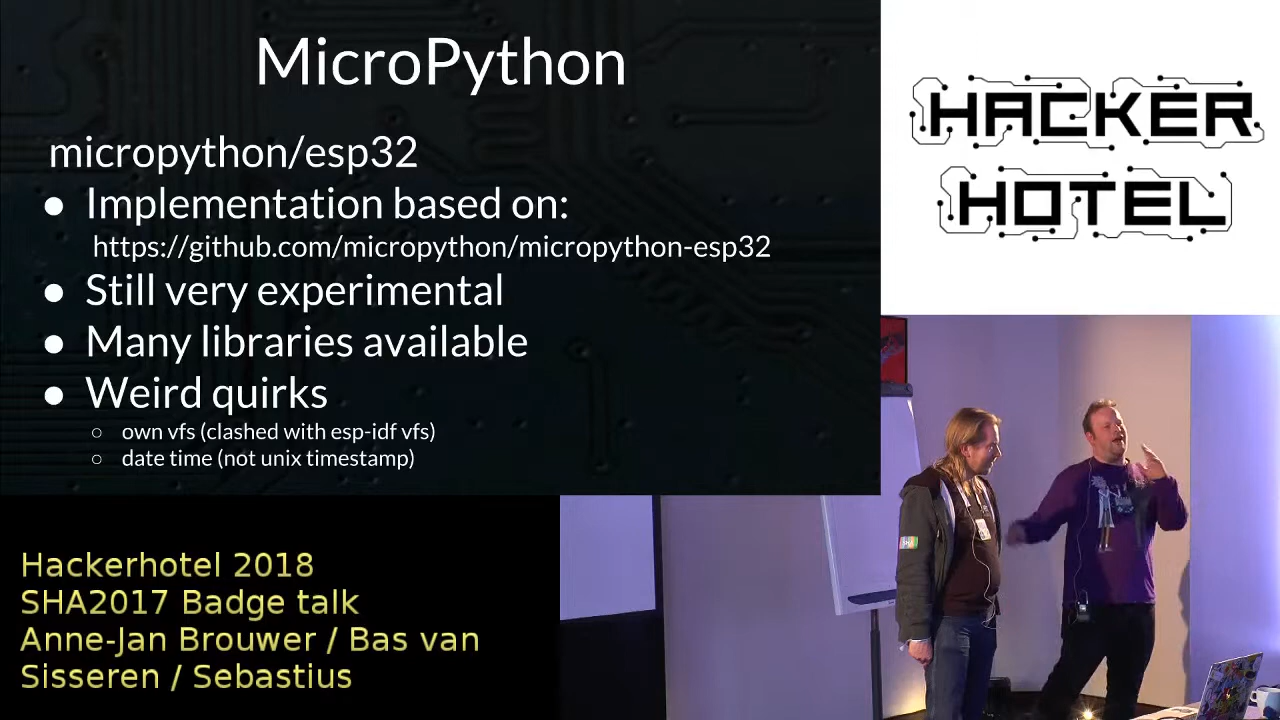 MicroPython
micropython/esp32
● Implementation based on:
https://github.com/micropython/micropython-esp32
● Still very experimental
● Many libraries available
● Weird quirks
○ own vfs (clashed with esp-idf vfs)
○ date time (not unix timestamp)
HACKER
HOTEL
Hackerhotel 2018
SHA2017 Badge talk
Anne-Jan Brouwer / Bas van
Sisseren / Sebastius